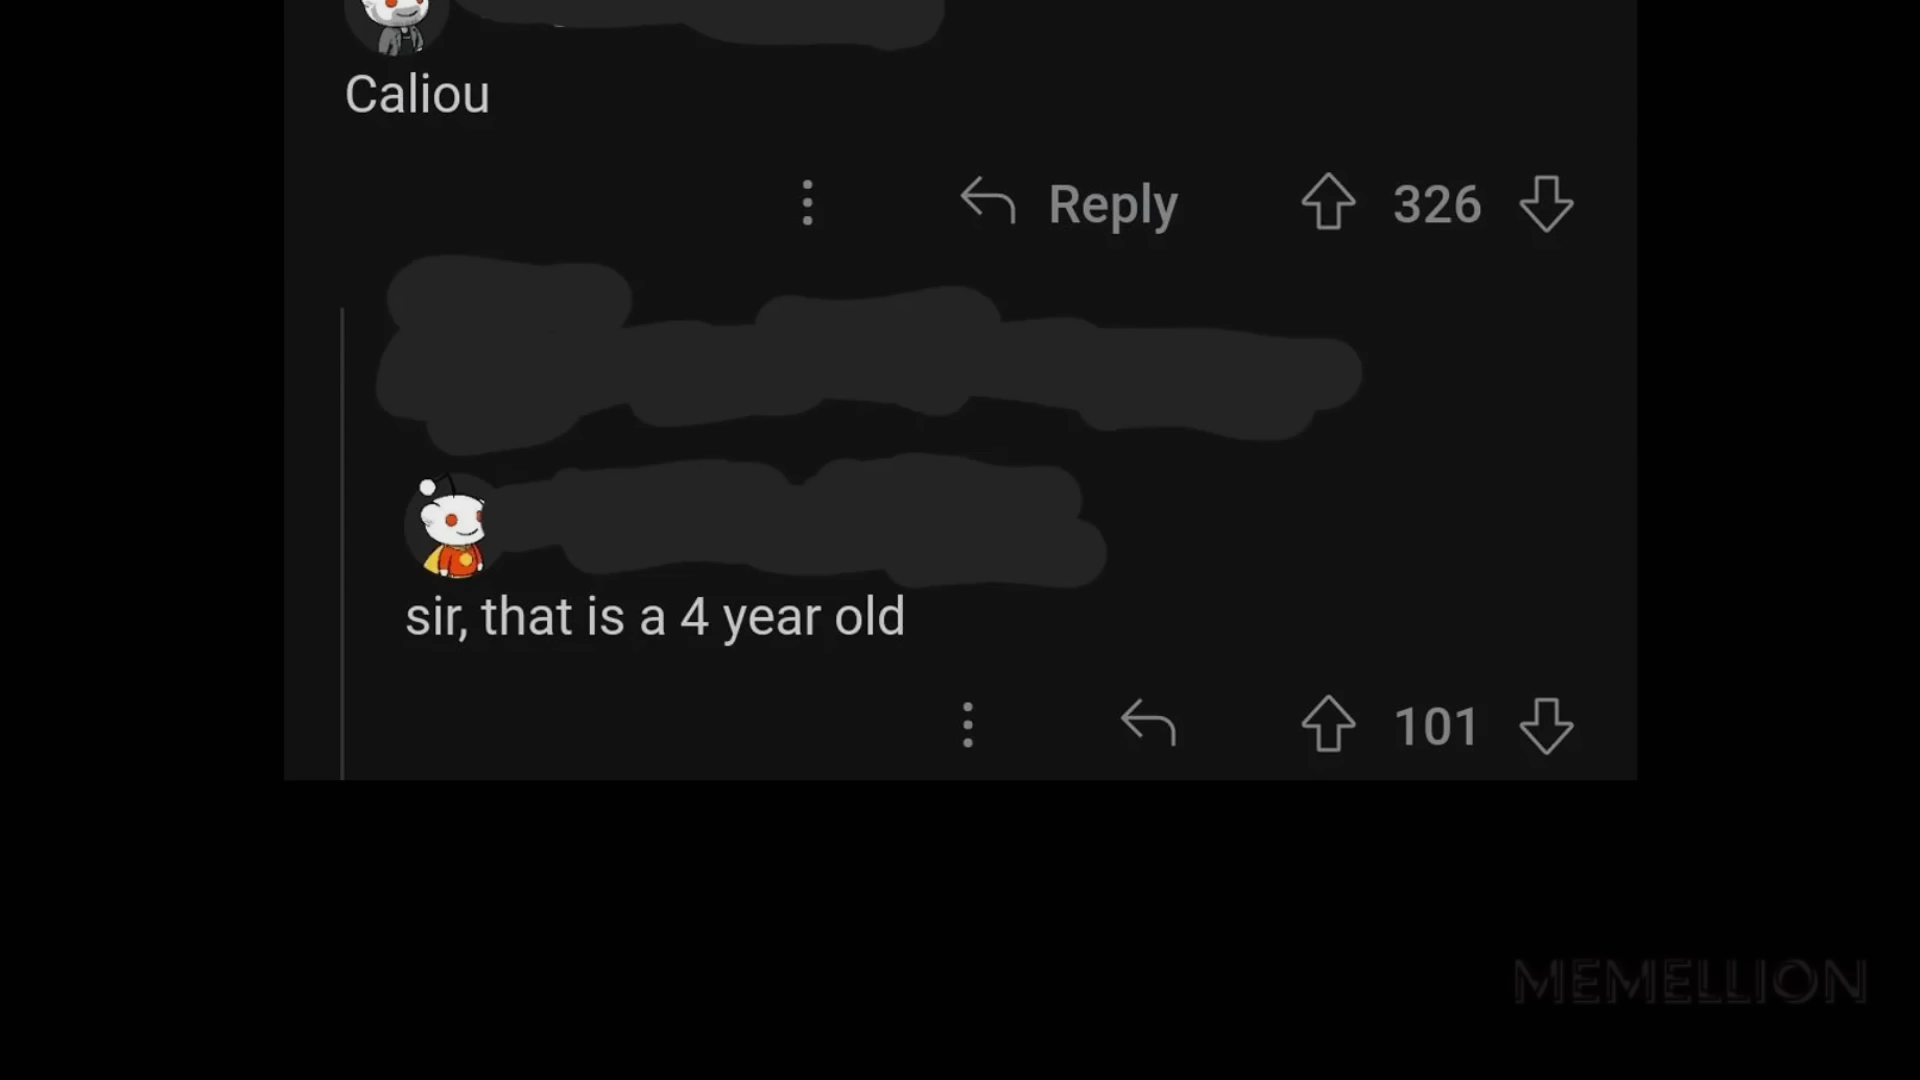 Caliou
Reply
326
sir, that is a 4 year old
101
MEMELLION